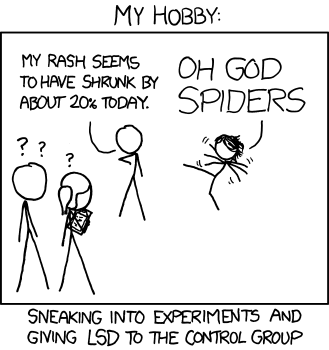 MY HOBBY:
MY RASH SEEMS
TO HAVE SHRUNK BY
ABOUT 20% TODAY.
OH GOD
SPIDERS
?
?
?
SNEAKING INTO EXPERIMENTS AND
GIVING LSD TO THE CONTROL GROUP